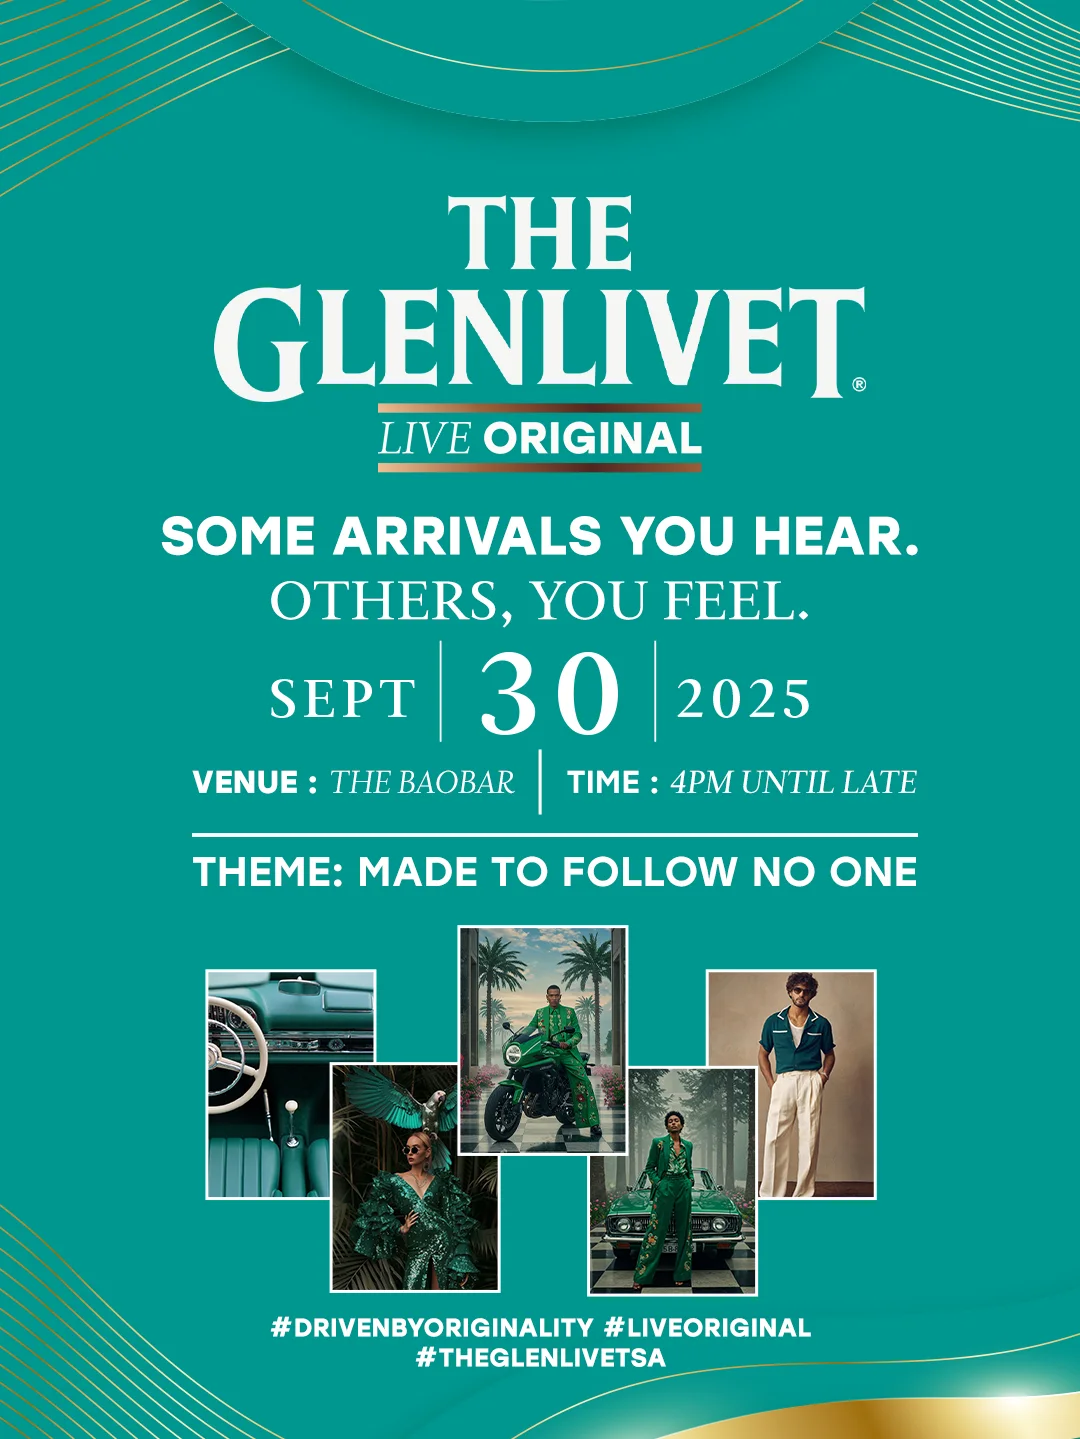 THE
GLENLIVET®
LIVE ORIGINAL
SOME ARRIVALS YOU HEAR.
OTHERS, YOU FEEL.
SEPT 30 2025
VENUE : THE BAOBAR
TIME : 4PM UNTIL LATE
THEME: MADE TO FOLLOW NO ONE
#DRIVENBYORIGINALITY #LIVEORIGINAL
#THEGLENLIVETSA